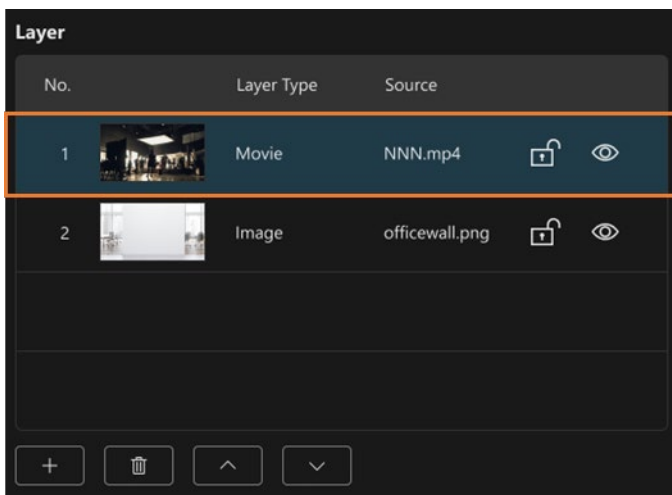 Layer
No. Layer Type Source
1 Movie NNN.mp4
2 Image officewall.png